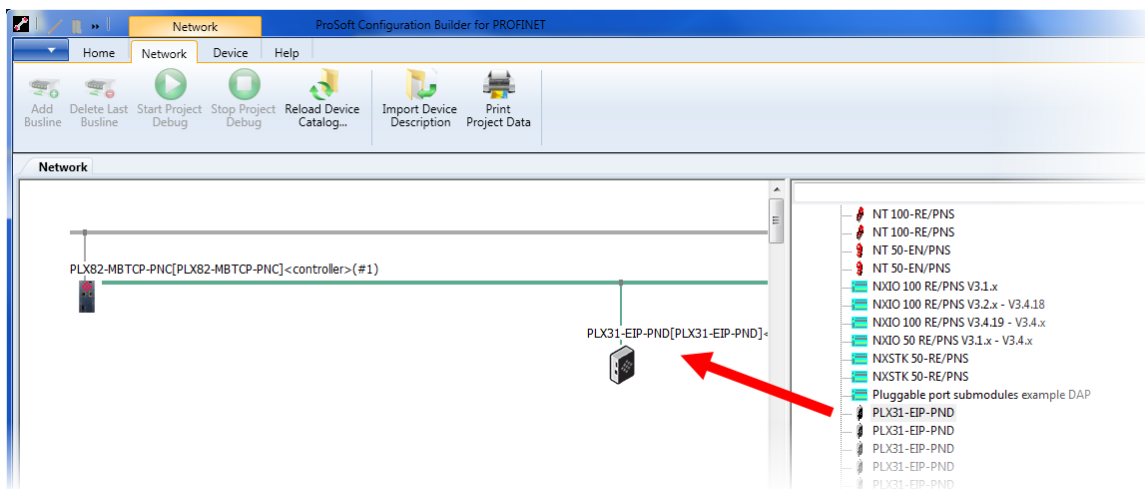 Network
ProSoft Configuration Builder for PROFINET
Home Network Device Help
Add Busline
Delete Last Busline
Start Project Debug
Stop Project Debug
Reload Device Catalog...
Import Device Description
Print Project Data
Network
PLX82-MBTCP-PNC[PLX82-MBTCP-PNC]<controller>(#1)
PLX31-EIP-PND[PLX31-EIP-PND]<
NT 100-RE/PNS
NT 100-RE/PNS
NT 50-EN/PNS
NT 50-EN/PNS
NXIO 100 RE/PNS V3.1.x
NXIO 100 RE/PNS V3.2.x - V3.4.18
NXIO 100 RE/PNS V3.4.19 - V3.4.x
NXIO 50 RE/PNS V3.1.x - V3.4.x
NXSTK 50-RE/PNS
NXSTK 50-RE/PNS
Pluggable port submodules example DAP
PLX31-EIP-PND
PLX31-EIP-PND
PLX31-EIP-PND
PLX31-EIP-PND
PLX31-EIP-PND